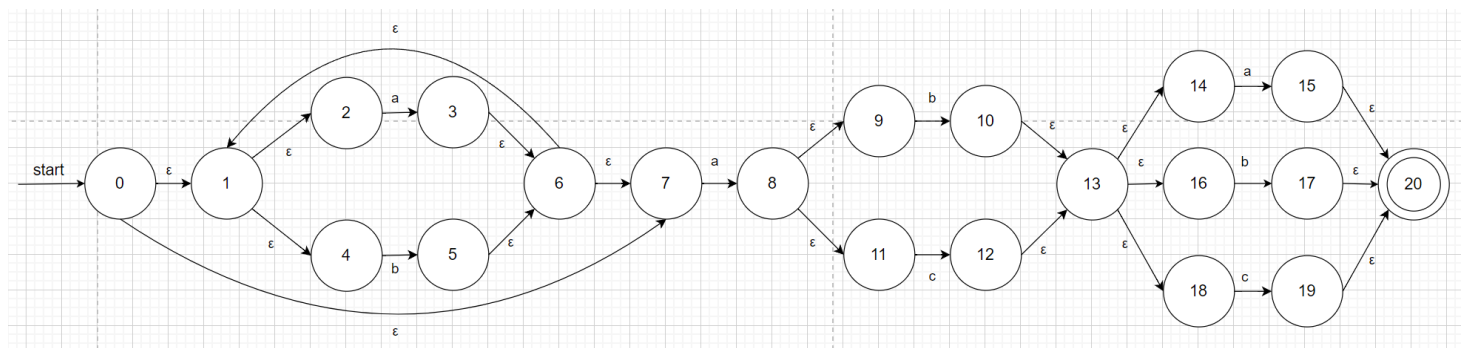 ε
14 a 15
2 a 3
9 b 10
ε ε
ε ε ε ε ε
start 0 ε 1 6 ε 7 a 8 13 ε 16 b 17 ε 20
ε ε ε ε ε
4 b 5
11 c 12
ε
18 c 19
ε
ε